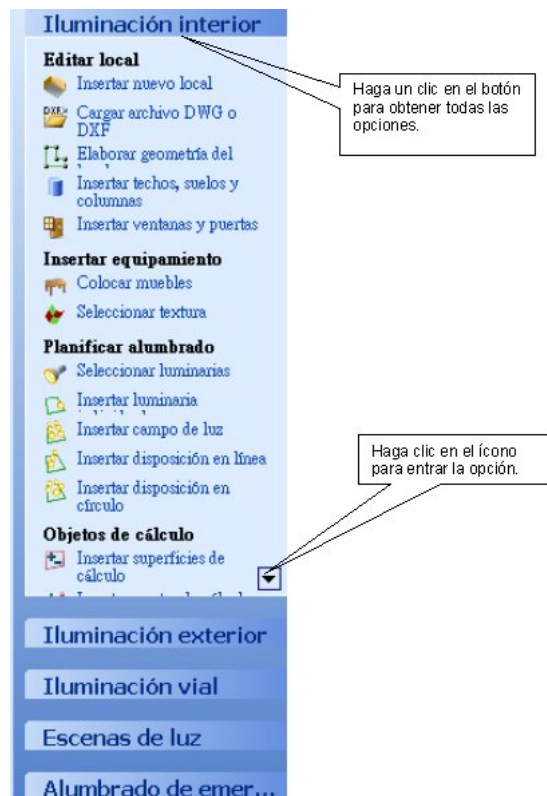 Iluminación interior
Editar local
Insertar nuevo local
Cargar archivo DWG o
DXF
Elaborar geometría del
Insertar techos, suelos y
columnas
Insertar ventanas y puertas
Insertar equipamiento
Colocar muebles
Seleccionar textura
Planificar alumbrado
Seleccionar luminarias
Insertar luminaria
Insertar campo de luz
Insertar disposición en línea
Insertar disposición en
círculo
Objetos de cálculo
Insertar superficies de
cálculo
Iluminación exterior
Iluminación vial
Escenas de luz
Alumbrado de emer...
Haga un clic en el botón
para obtener todas las
opciones.
Haga clic en el ícono
para entrar la opción.